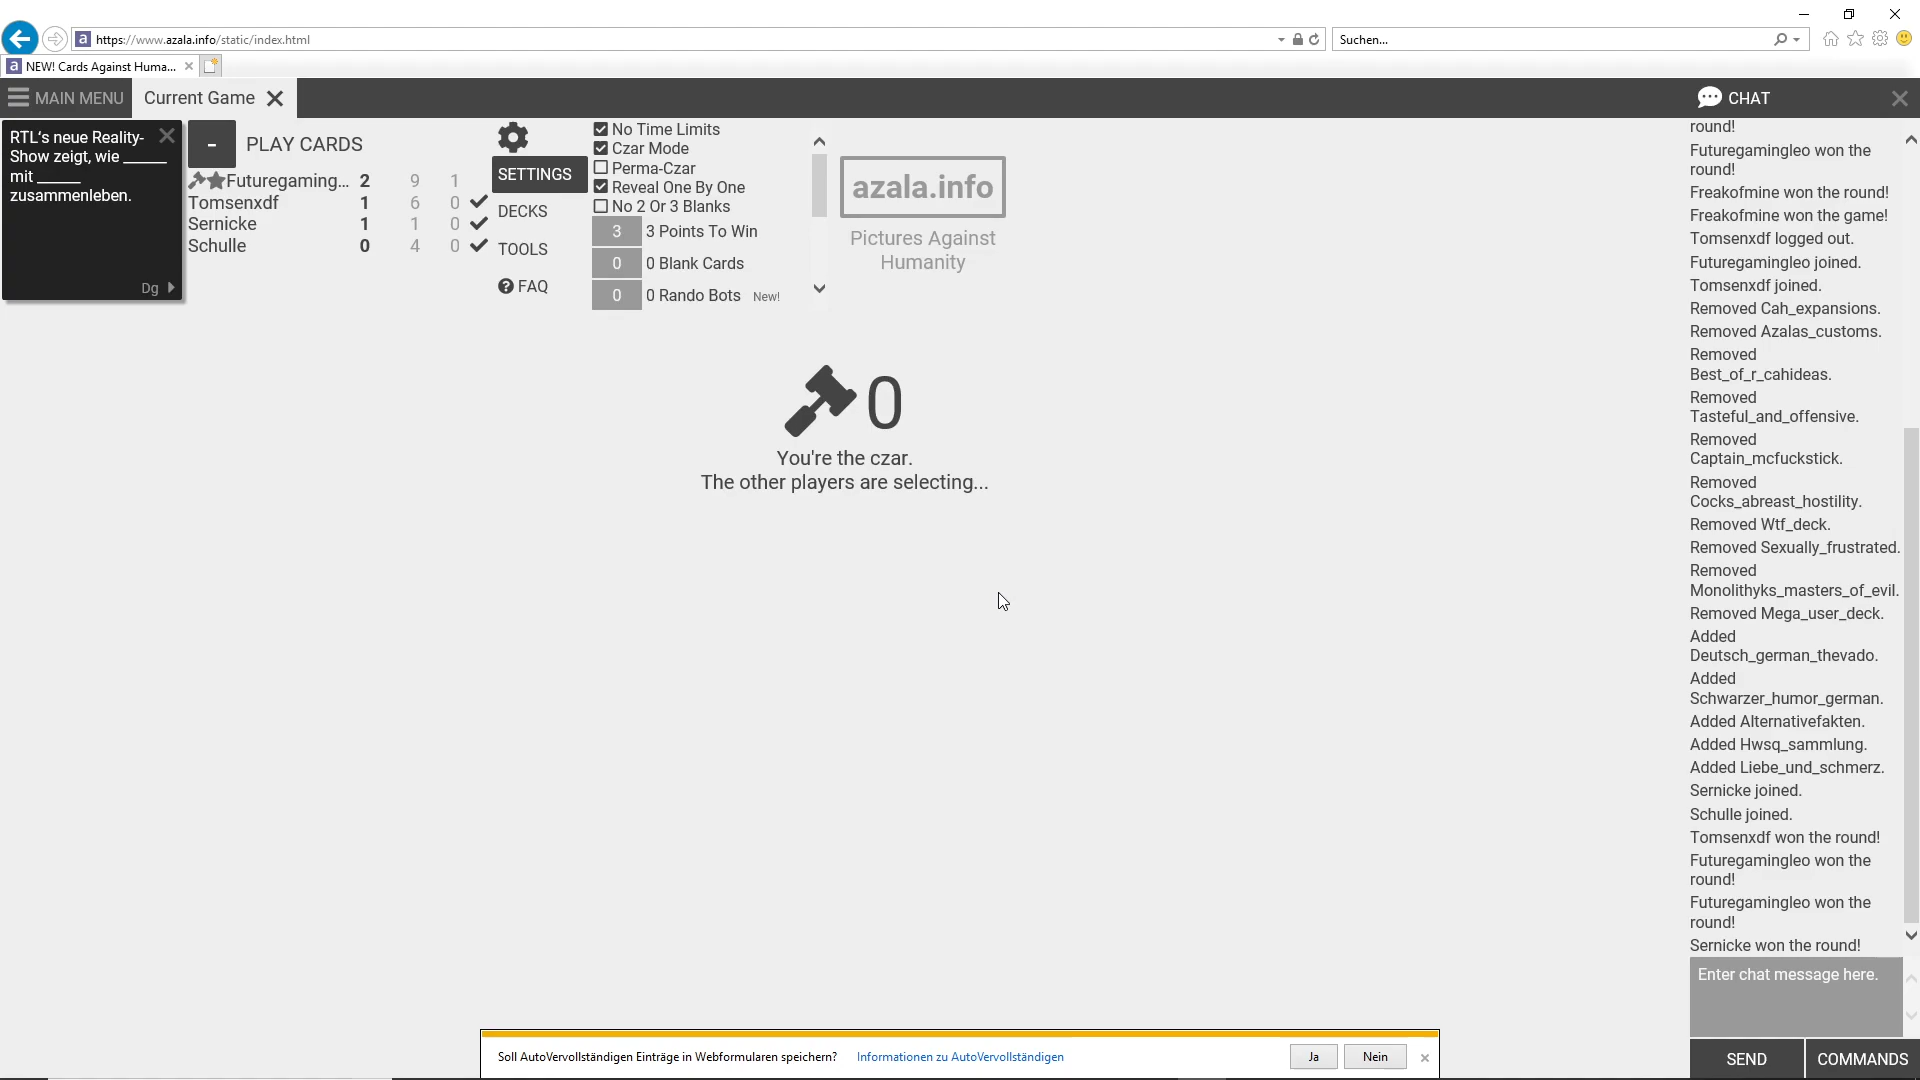 https://www.azala.info/static/index.html
Suchen...
NEW! Cards Against Huma...
MAIN MENU
Current Game
CHAT
RTL's neue Reality-
Show zeigt, wie ______
mit _____
zusammenleben.
Dg
-
PLAY CARDS
Futuregaming... 2 9 1
Tomsenxdf 1 6 0
Sernicke 1 1 0
Schulle 0 4 0
SETTINGS
DECKS
TOOLS
FAQ
No Time Limits
Czar Mode
Perma-Czar
Reveal One By One
No 2 Or 3 Blanks
3 3 Points To Win
0 0 Blank Cards
0 0 Rando Bots New!
azala.info
Pictures Against
Humanity
0
You're the czar.
The other players are selecting...
round!
Futuregamingleo won the
round!
Freakofmine won the round!
Freakofmine won the game!
Tomsenxdf logged out.
Futuregamingleo joined.
Tomsenxdf joined.
Removed Cah_expansions.
Removed Azalas_customs.
Removed
Best_of_r_cahideas.
Removed
Tasteful_and_offensive.
Removed
Captain_mcfuckstick.
Removed
Cocks_abreast_hostility.
Removed Wtf_deck.
Removed Sexually_frustrated.
Removed
Monolithyks_masters_of_evil.
Removed Mega_user_deck.
Added
Deutsch_german_thevado.
Added
Schwarzer_humor_german.
Added Alternativefakten.
Added Hwsq_sammlung.
Added Liebe_und_schmerz.
Sernicke joined.
Schulle joined.
Tomsenxdf won the round!
Futuregamingleo won the
round!
Futuregamingleo won the
round!
Sernicke won the round!
Enter chat message here.
SEND
COMMANDS
Soll AutoVervollständigen Einträge in Webformularen speichern?
Informationen zu AutoVervollständigen
Ja
Nein